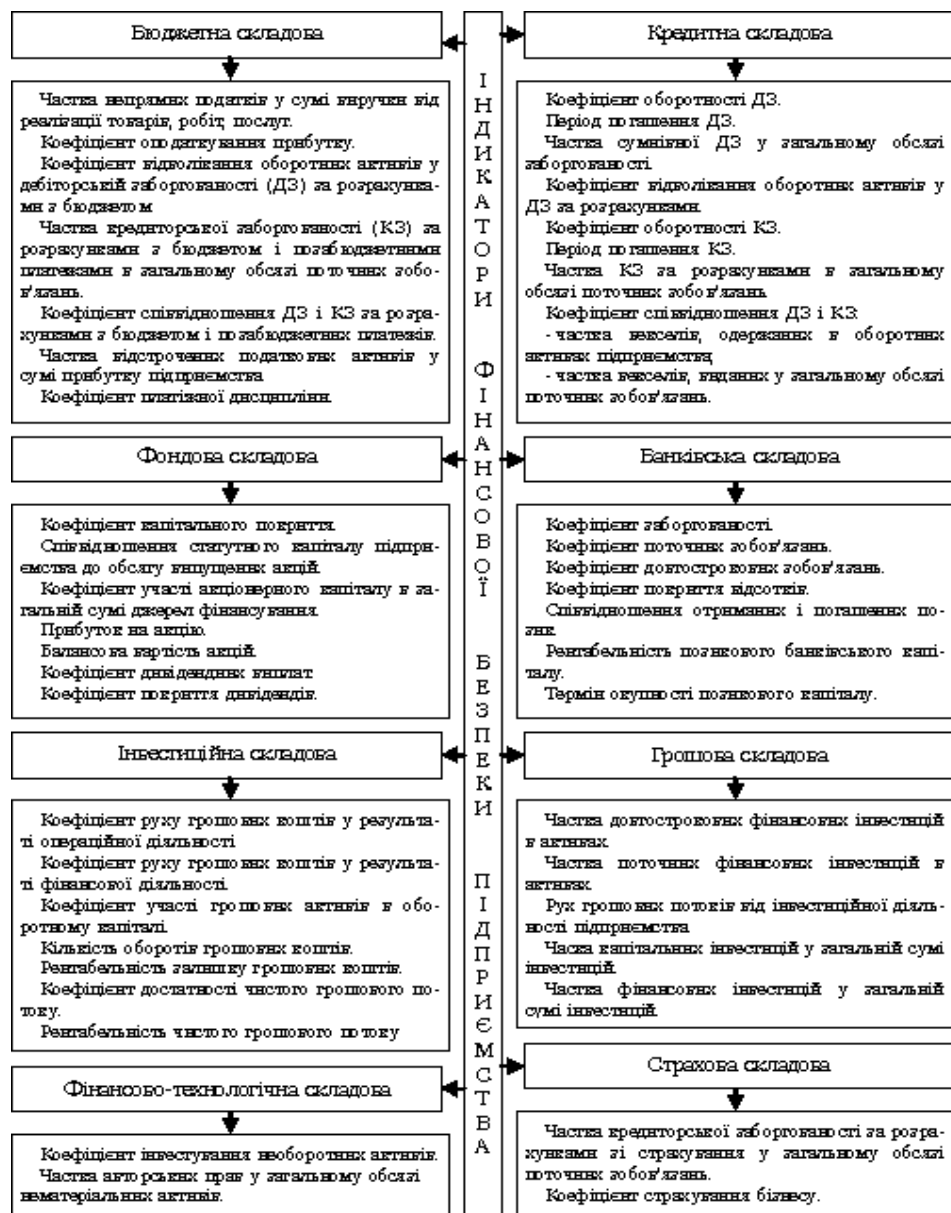 Бюджетна складова
Частка непрямих податків у сумі виручки від
реалізації товарів, робіт, послуг.
Коефіцієнт оподаткування прибутку.
Коефіцієнт відволікання оборотних активів у
дебіторській заборгованості (ДЗ) за розрахунка-
ми з бюджетом
Частка кредиторської заборгованості (КЗ) за
розрахунками з бюджетом і позабюджетними
платежами в загальному обсязі поточних зобо-
в'язань.
Коефіцієнт співвідношення ДЗ і КЗ за розра-
хунками з бюджетом і позабюджетних платежів.
Частка відстрочених податкових активів у
сумі прибутку підприємства
Коефіцієнт платіжної дисципліни.
Фондова складова
Коефіцієнт капітального покриття.
Співвідношення статутного капіталу підпри-
ємства до обсягу випущених акцій.
Коефіцієнт участі акціонерного капіталу в за-
гальній сумі джерел фінансування.
Прибуток на акцію.
Балансова вартість акцій.
Коефіцієнт дивідендних виплат
Коефіцієнт покриття дивідендів.
Інвестиційна складова
Коефіцієнт руху грошових коштів у результа-
ті операційної діяльності
Коефіцієнт руху грошових коштів у результа-
ті фінансової діяльності.
Коефіцієнт участі грошових активів в обо-
ротному капіталі.
Кількість оборотів грошових коштів.
Рентабельність залишку грошових коштів.
Коефіцієнт достатності чистого грошового по-
току.
Рентабельність чистого грошового потоку
Фінансово-технологічна складова
Коефіцієнт інвестування необоротних активів.
Частка авторських прав у загальному обсязі
нематеріальних активів.
ІНДИКАТОРИ ФІНАНСОВОЇ БЕЗПЕКИ ПІДПРИЄМСТВА
Кредитна складова
Коефіцієнт оборотності ДЗ.
Період погашення ДЗ.
Частка сумнівної ДЗ у загальному обсязі
заборгованості.
Коефіцієнт відволікання оборотних активів у
ДЗ за розрахунками.
Коефіцієнт оборотності КЗ.
Період погашення КЗ.
Частка КЗ за розрахунками в загальному
обсязі поточних зобов'язань
Коефіцієнт співвідношення ДЗ і КЗ:
- частка векселів, одержаних в оборотних
активах підприємства;
- частка векселів, виданих у загальному обсязі
поточних зобов'язань.
Банківська складова
Коефіцієнт заборгованості.
Коефіцієнт поточних зобов'язань.
Коефіцієнт довгострокових зобов'язань.
Коефіцієнт покриття відсотків.
Співвідношення отриманих і погашених по-
зик.
Рентабельність позикового банківського капі-
талу.
Термін окупності позикового капіталу.
Грошова складова
Частка довгострокових фінансових інвестицій
в активах.
Частка поточних фінансових інвестицій в
активах.
Рух грошових потоків від інвестиційної діяль-
ності підприємства
Часка капітальних інвестицій у загальній сумі
інвестицій.
Частка фінансових інвестицій у загальній
сумі інвестицій.
Страхова складова
Частка кредиторської заборгованості за розра-
хунками зі страхування у загальному обсязі
поточних зобов'язань.
Коефіцієнт страхування бізнесу.